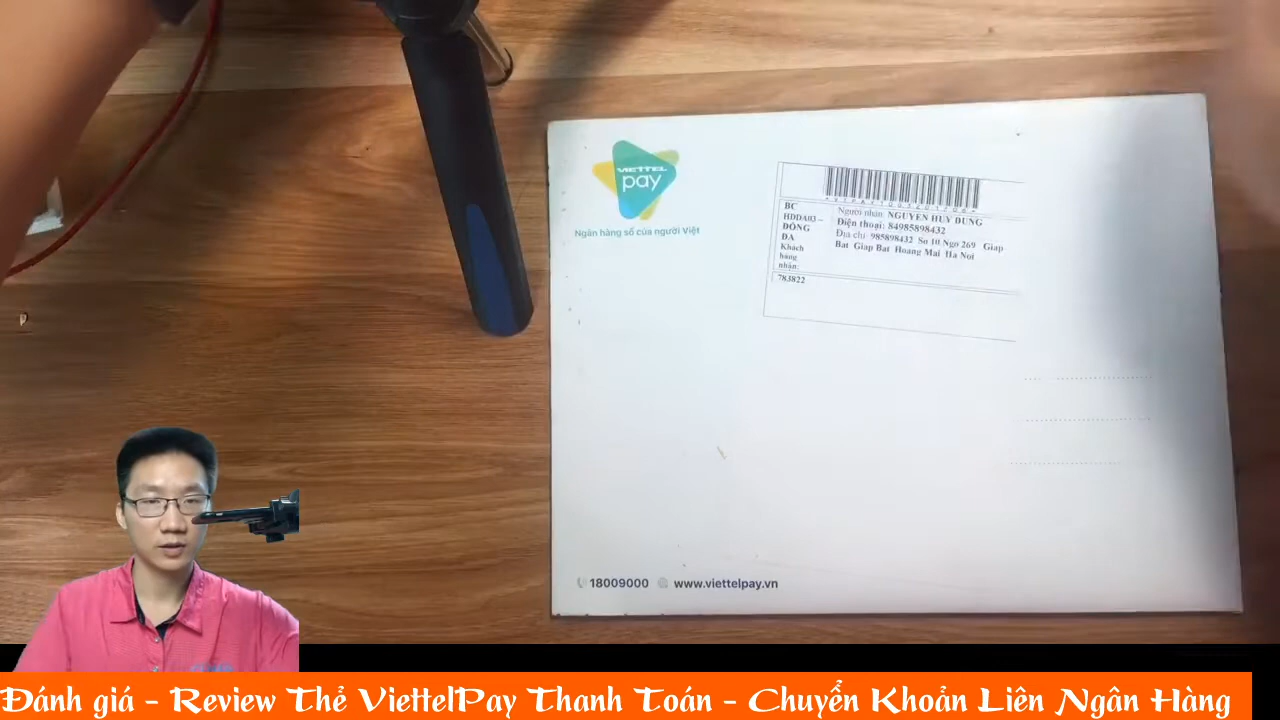 VIETTEL
pay
Ngân hàng số của người Việt
BC
HDDA03 –
ĐỐNG
ĐA
Khách
hàng
nhận:
783822
Người nhận: NGUYEN HUY DUNG
Điện thoại: 84985898432
Địa chỉ: 985898432 So 10 Ngo 269 Giap
Bat Giap Bat Hoang Mai Ha Noi
18009000 www.viettelpay.vn
Đánh giá - Review Thẻ ViettelPay Thanh Toán - Chuyển Khoản Liên Ngân Hàng